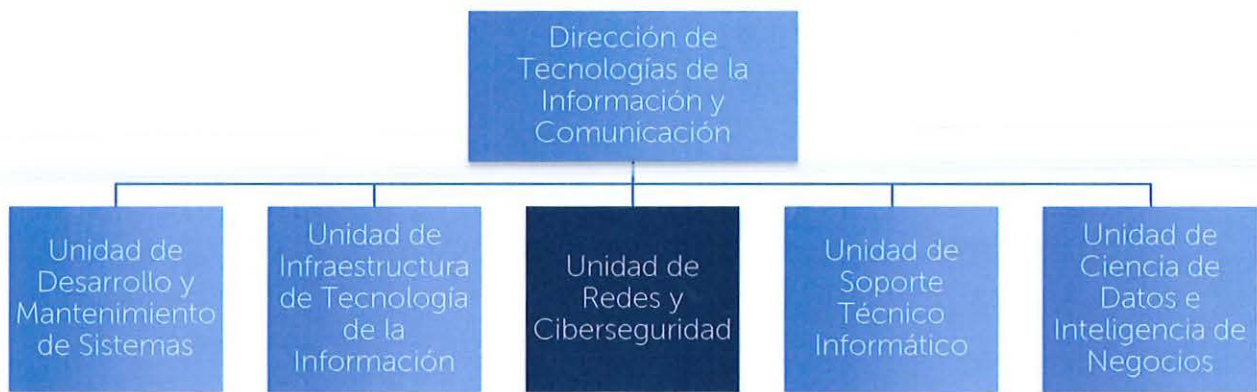 Dirección de
Tecnologías de la
Información y
Comunicación
Unidad de
Desarrollo y
Mantenimiento
de Sistemas
Unidad de
Infraestructura
de Tecnología
de la
Información
Unidad de
Redes y
Ciberseguridad
Unidad de
Soporte
Técnico
Informático
Unidad de
Ciencia de
Datos e
Inteligencia de
Negocios